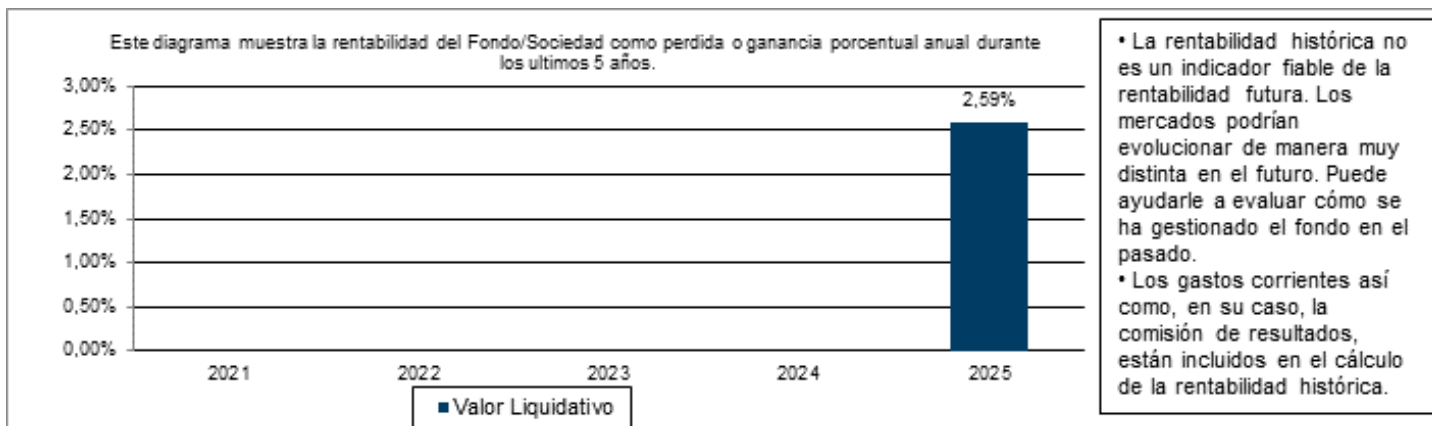 Este diagrama muestra la rentabilidad del Fondo/Sociedad como perdida o ganancia porcentual anual durante
los ultimos 5 años.
3,00%
2,50%
2,00%
1,50%
1,00%
0,50%
0,00%
2,59%
2021 2022 2023 2024 2025
Valor Liquidativo
• La rentabilidad histórica no
es un indicador fiable de la
rentabilidad futura. Los
mercados podrían
evolucionar de manera muy
distinta en el futuro. Puede
ayudarle a evaluar cómo se
ha gestionado el fondo en el
pasado.
• Los gastos corrientes así
como, en su caso, la
comisión de resultados,
están incluidos en el cálculo
de la rentabilidad histórica.